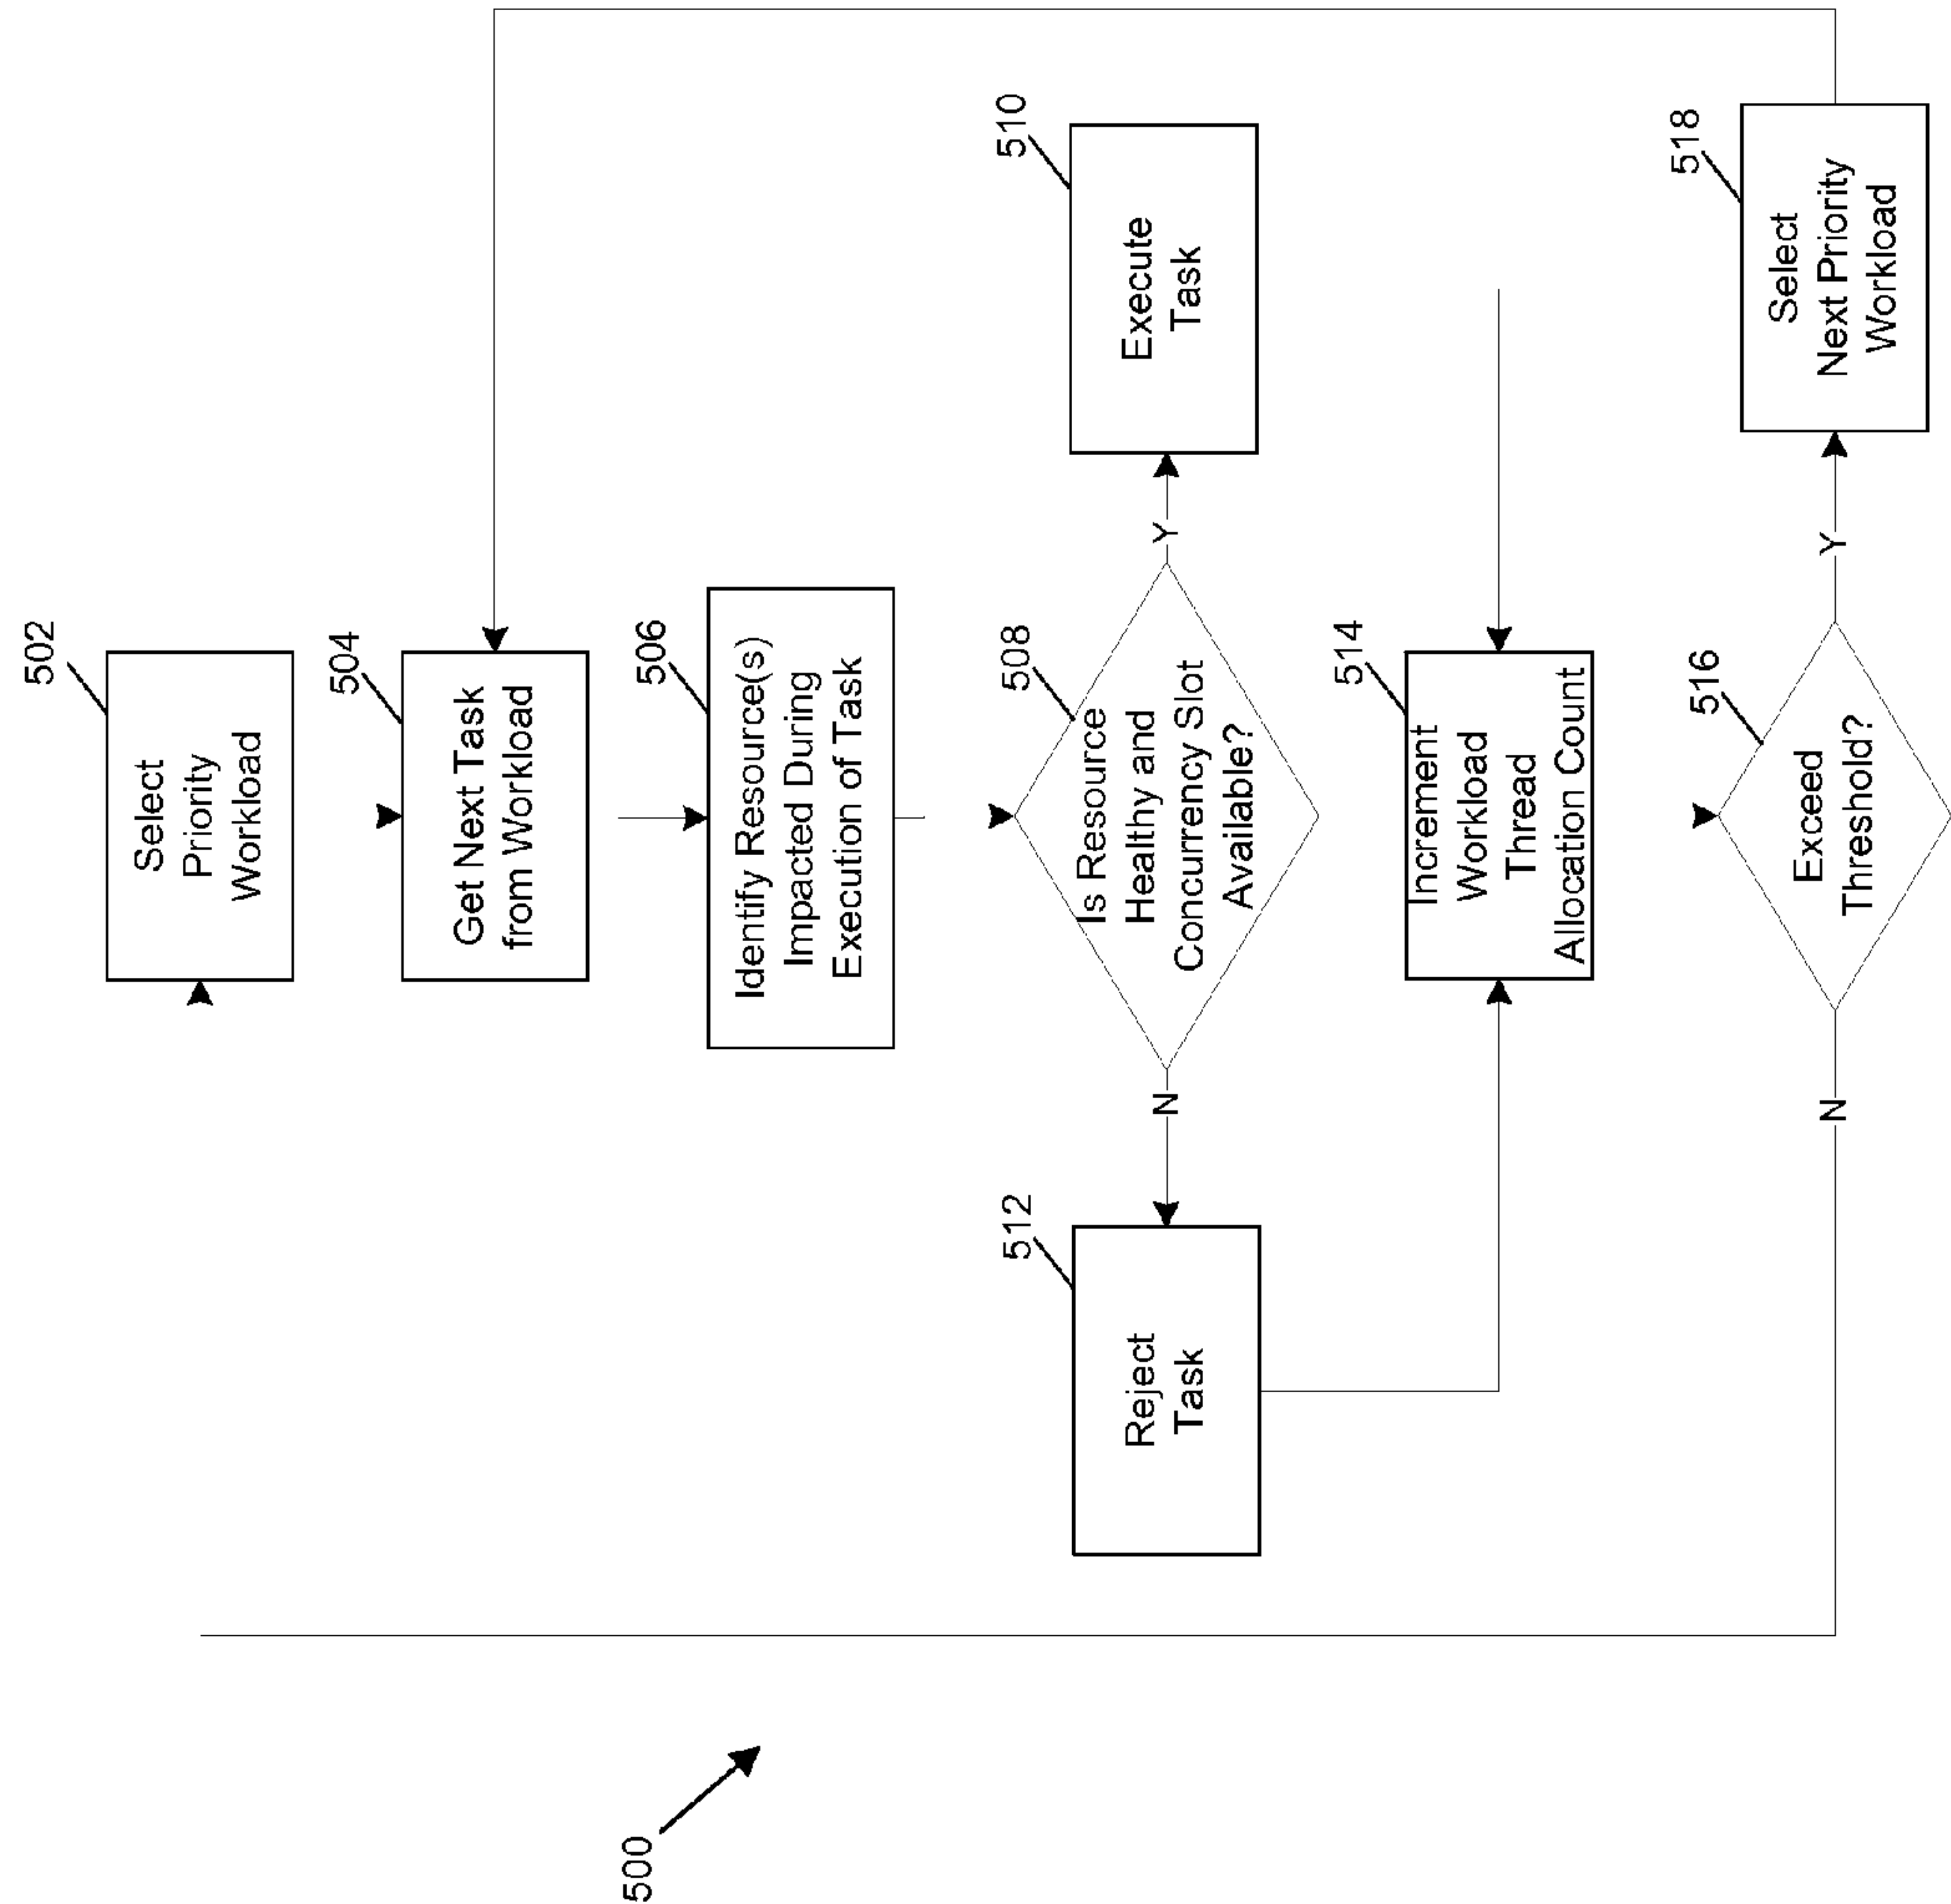 500
502
Select
Priority
Workload
504
Get Next Task
from Workload
506
Identify Resource(s)
Impacted During
Execution of Task
508
Is Resource
Healthy and
Concurrency Slot
Available?
N
Y
510
Execute
Task
512
Reject
Task
514
Increment
Workload
Thread
Allocation Count
516
Exceed
Threshold?
N
Y
518
Select
Next Priority
Workload